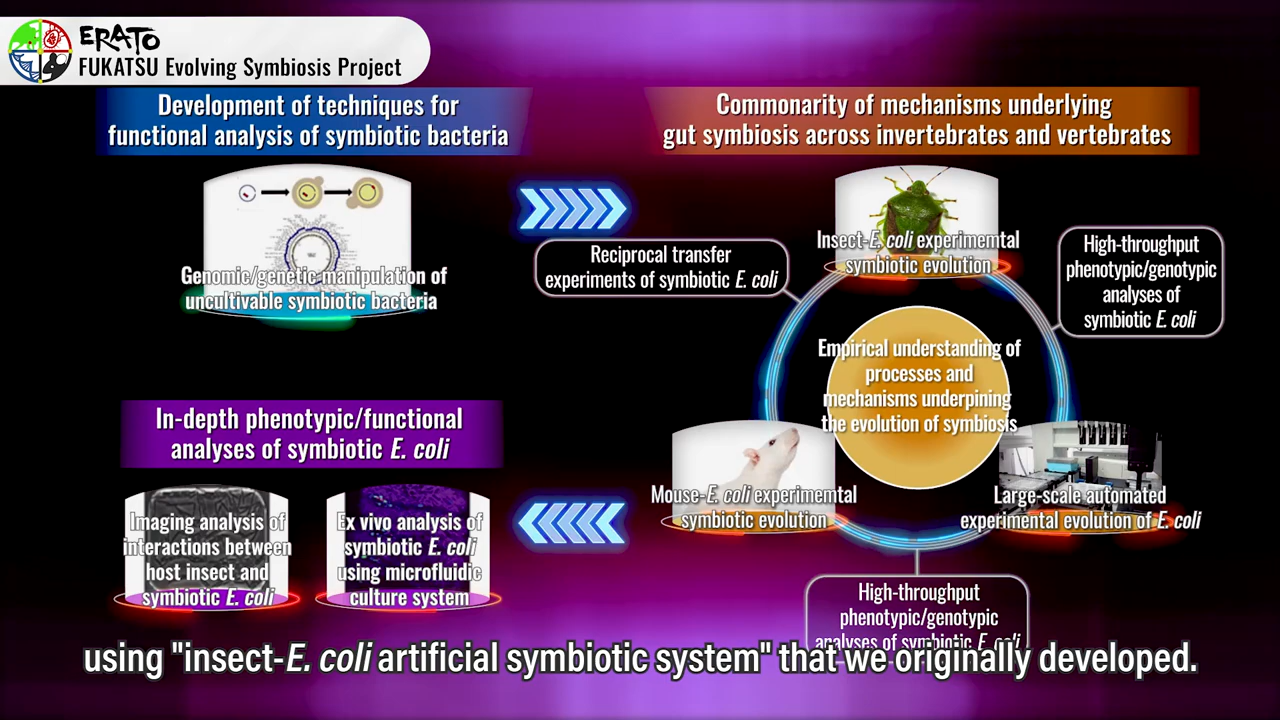 ERATO
FUKATSU Evolving Symbiosis Project
Development of techniques for
functional analysis of symbiotic bacteria
Genomic/genetic manipulation of
uncultivable symbiotic bacteria
Commonarity of mechanisms underlying
gut symbiosis across invertebrates and vertebrates
Insect-E. coli experimemtal
symbiotic evolution
Reciprocal transfer
experiments of symbiotic E. coli
High-throughput
phenotypic/genotypic
analyses of
symbiotic E. coli
Empirical understanding of
processes and
mechanisms underpining
the evolution of symbiosis
Mouse-E. coli experimemtal
symbiotic evolution
Large-scale automated
experimental evolution of E. coli
High-throughput
phenotypic/genotypic
analyses of symbiotic E. coli
In-depth phenotypic/functional
analyses of symbiotic E. coli
Imaging analysis of
interactions between
host insect and
symbiotic E. coli
Ex vivo analysis of
symbiotic E. coli
using microfluidic
culture system
using "insect-E. coli artificial symbiotic system" that we originally developed.